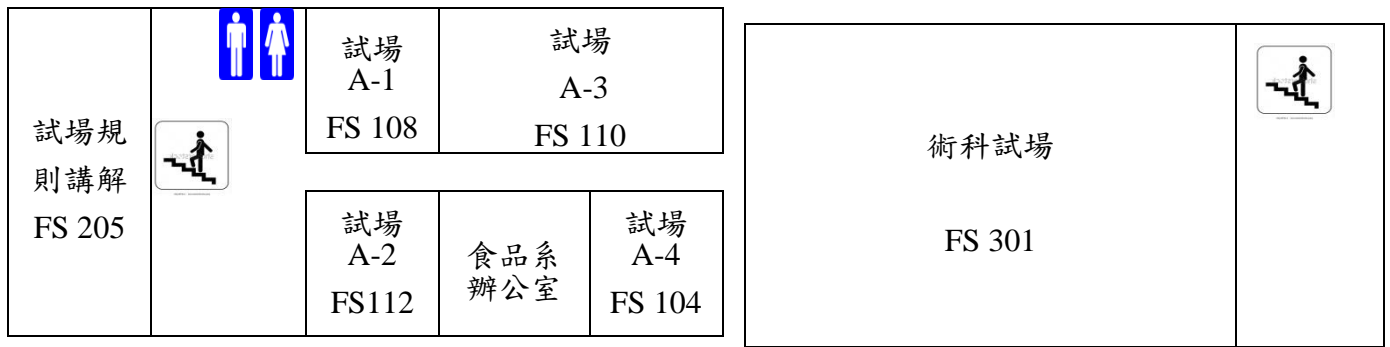 試場規
則講解
FS 205
試場
A-1
FS 108
試場
A-3
FS 110
試場
A-2
FS112
食品系
辦公室
試場
A-4
FS 104
術科試場
FS 301